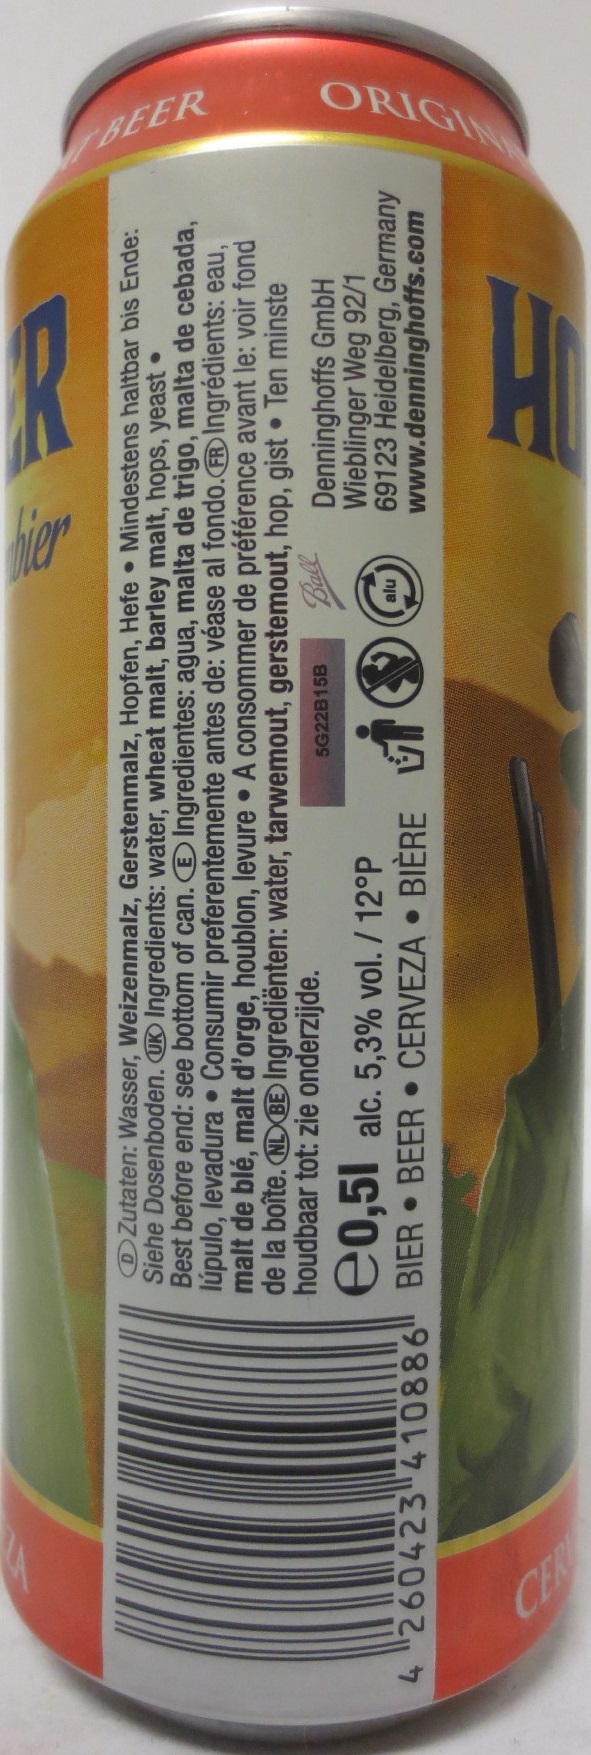 T BEER
ORIGINA
ER
bier
HO
Ⓓ Zutaten: Wasser, Weizenmalz, Gerstenmalz, Hopfen, Hefe • Mindestens haltbar bis Ende:
Siehe Dosenboden. UK Ingredients: water, wheat malt, barley malt, hops, yeast •
Best before end: see bottom of can. Ⓔ Ingredientes: agua, malta de trigo, malta de cebada,
lúpulo, levadura • Consumir preferentemente antes de: véase al fondo. FR Ingrédients: eau,
malt de blé, malt d'orge, houblon, levure • A consommer de préférence avant le: voir fond
de la boîte. NL BE Ingrediënten: water, tarwemout, gerstemout, hop, gist • Ten minste
houdbaar tot: zie onderzijde.
e0,5l alc. 5,3% vol. / 12°P
BIER • BEER • CERVEZA • BIÈRE
5G22B15B
Ball
alu
Denninghoffs GmbH
Wieblinger Weg 92/1
69123 Heidelberg, Germany
www.denninghoffs.com
4 260423 410886
ZA
CERV